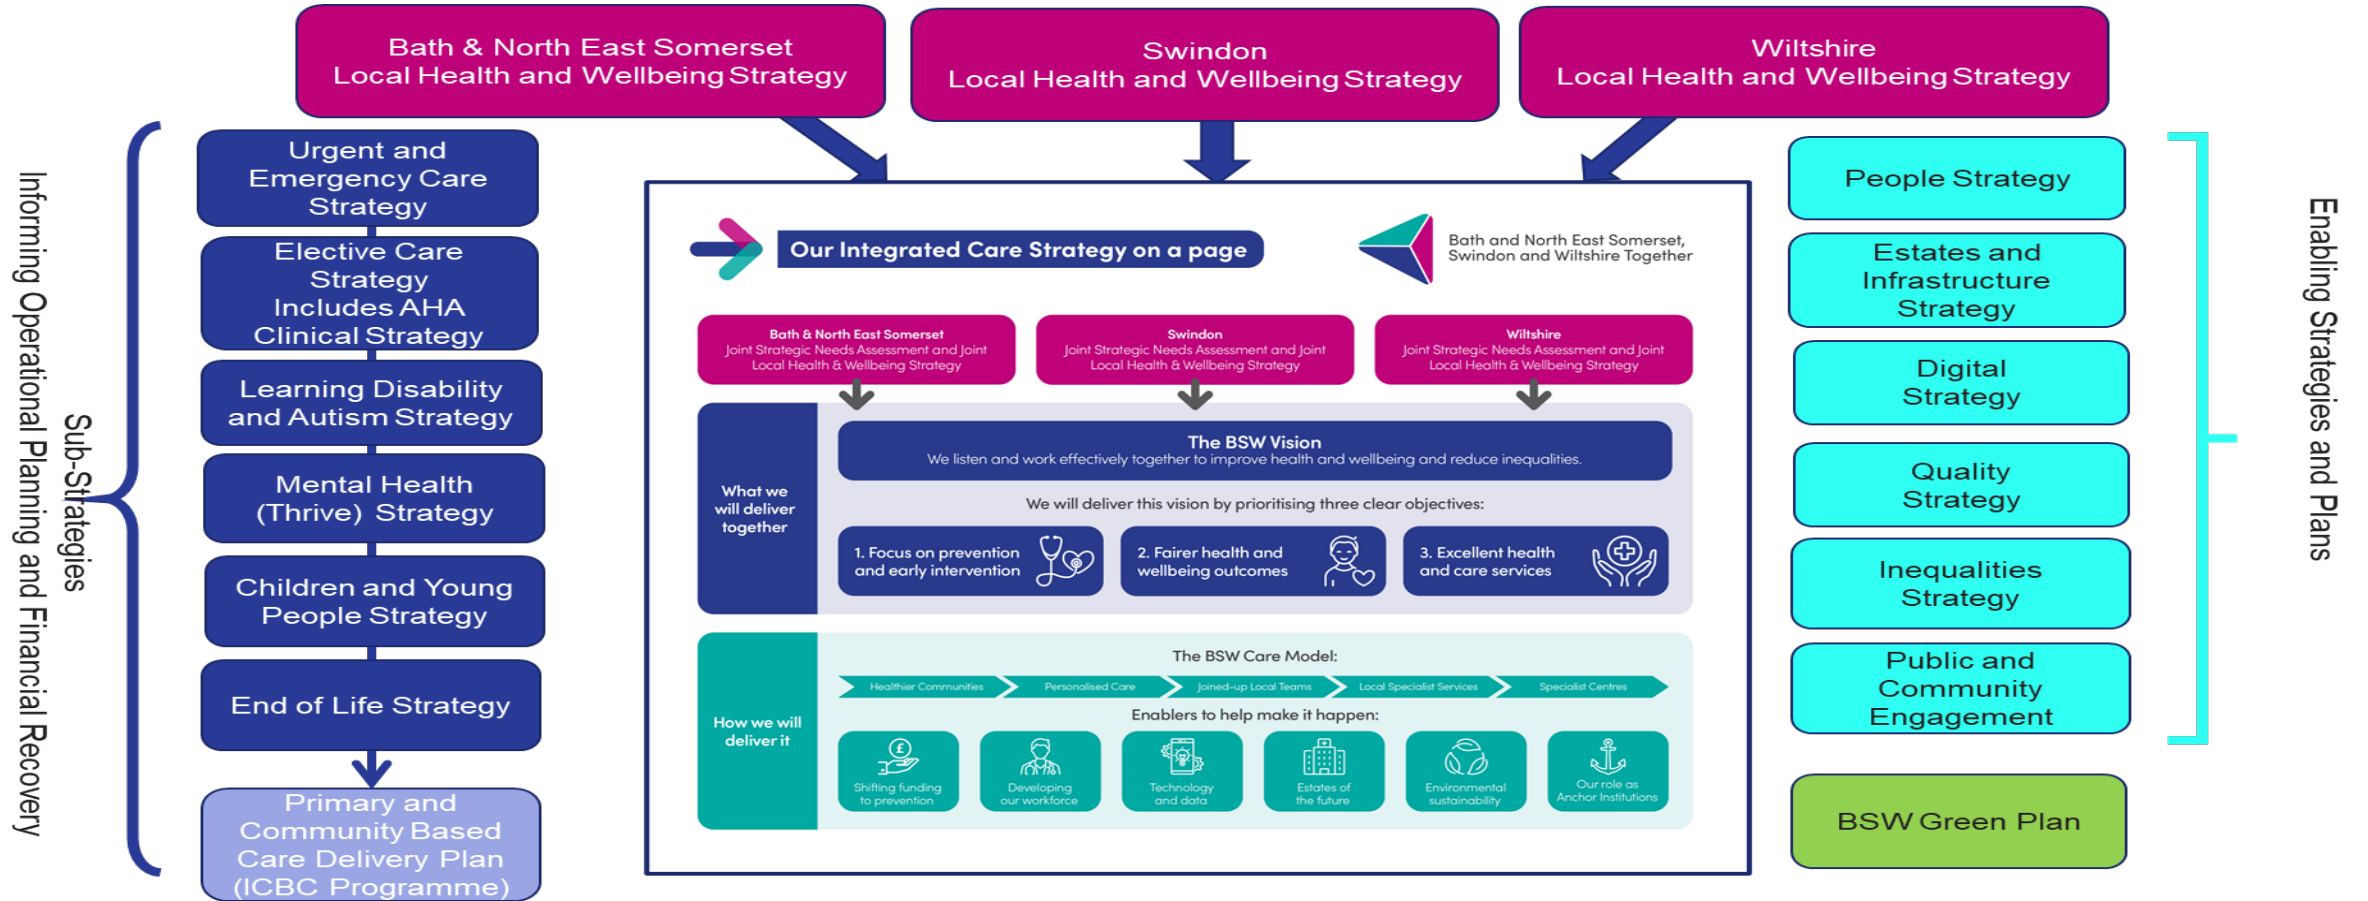 Bath & North East Somerset
Local Health and Wellbeing Strategy
Swindon
Local Health and Wellbeing Strategy
Wiltshire
Local Health and Wellbeing Strategy
Informing Operational Planning and Financial Recovery
Sub-Strategies
Urgent and
Emergency Care
Strategy
Elective Care
Strategy
Includes AHA
Clinical Strategy
Learning Disability
and Autism Strategy
Mental Health
(Thrive) Strategy
Children and Young
People Strategy
End of Life Strategy
Primary and
Community Based
Care Delivery Plan
(ICBC Programme)
Our Integrated Care Strategy on a page
Bath and North East Somerset,
Swindon and Wiltshire Together
Bath & North East Somerset
Joint Strategic Needs Assessment and Joint
Local Health & Wellbeing Strategy
Swindon
Joint Strategic Needs Assessment and Joint
Local Health & Wellbeing Strategy
Wiltshire
Joint Strategic Needs Assessment and Joint
Local Health & Wellbeing Strategy
What we
will deliver
together
The BSW Vision
We listen and work effectively together to improve health and wellbeing and reduce inequalities.
We will deliver this vision by prioritising three clear objectives:
1. Focus on prevention
and early intervention
2. Fairer health and
wellbeing outcomes
3. Excellent health
and care services
How we will
deliver it
The BSW Care Model:
Healthier Communities
Personalised Care
Joined-up Local Teams
Local Specialist Services
Specialist Centres
Enablers to help make it happen:
£
Shifting funding
to prevention
Developing
our workforce
Technology
and data
Estates of
the future
Environmental
sustainability
Our role as
Anchor Institutions
People Strategy
Estates and
Infrastructure
Strategy
Digital
Strategy
Quality
Strategy
Inequalities
Strategy
Public and
Community
Engagement
BSW Green Plan
Enabling Strategies and Plans